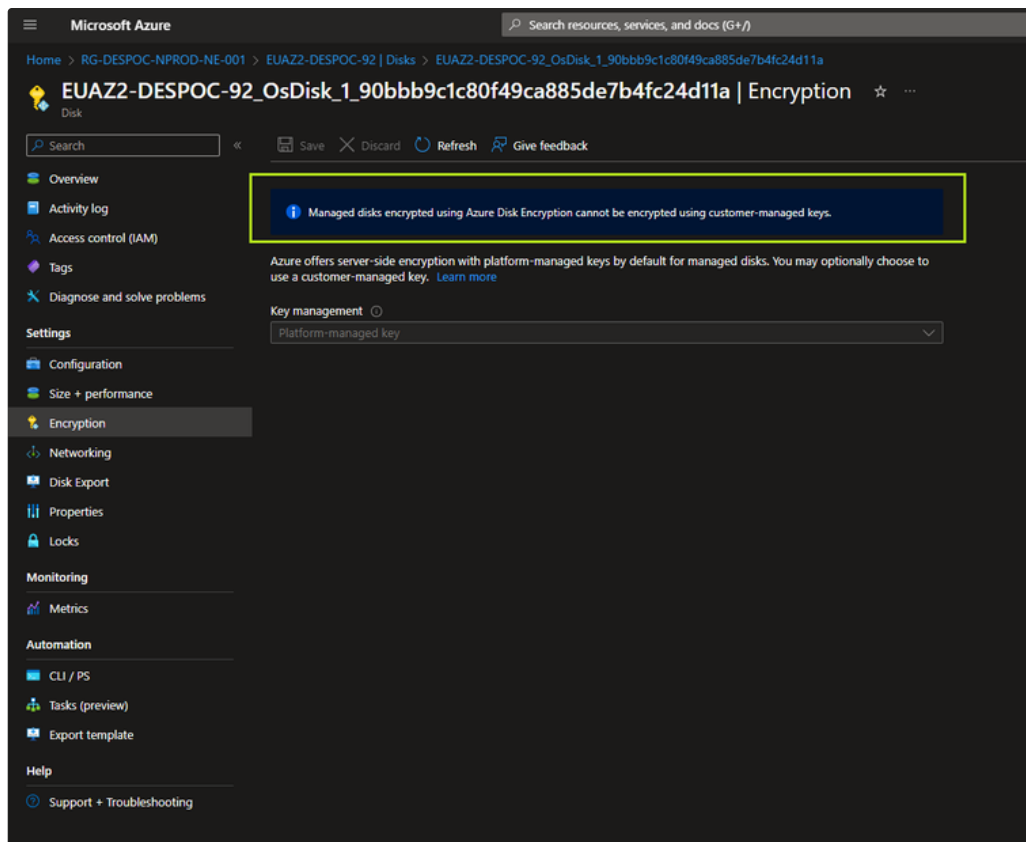 Microsoft Azure
Search resources, services, and docs (G+/)
Home > RG-DESPOC-NPROD-NE-001 > EUAZ2-DESPOC-92 | Disks > EUAZ2-DESPOC-92_OsDisk_1_90bbb9c1c80f49ca885de7b4fc24d11a
EUAZ2-DESPOC-92_OsDisk_1_90bbb9c1c80f49ca885de7b4fc24d11a | Encryption
Disk
Search
Save Discard Refresh Give feedback
Overview
Activity log
Access control (IAM)
Tags
Diagnose and solve problems
Settings
Configuration
Size + performance
Encryption
Networking
Disk Export
Properties
Locks
Monitoring
Metrics
Automation
CLI / PS
Tasks (preview)
Export template
Help
Support + Troubleshooting
Managed disks encrypted using Azure Disk Encryption cannot be encrypted using customer-managed keys.
Azure offers server-side encryption with platform-managed keys by default for managed disks. You may optionally choose to
use a customer-managed key. Learn more
Key management
Platform-managed key